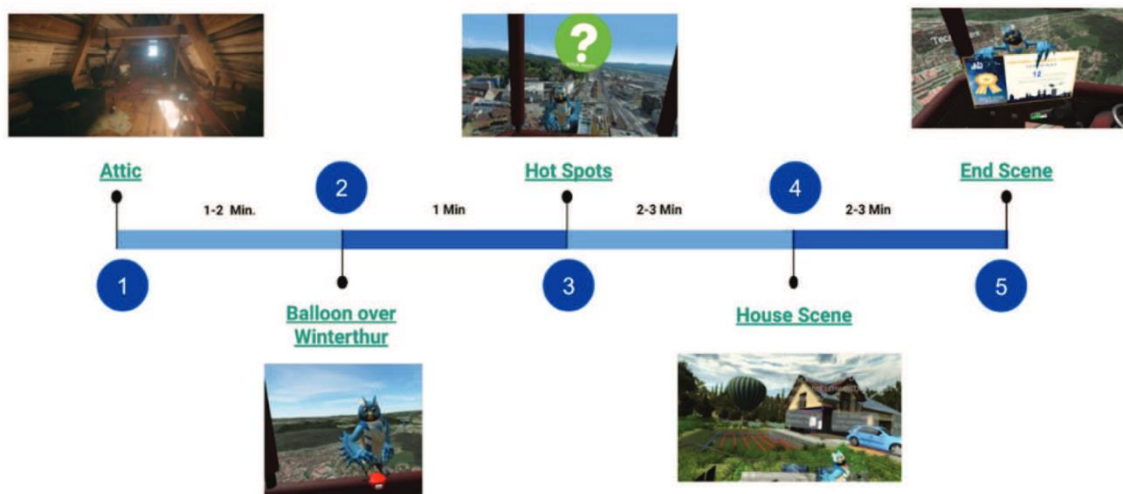 ?
12
Attic
2
Hot Spots
4
End Scene
1-2 Min.
1 Min
2-3 Min
2-3 Min
1
3
5
Balloon over
Winterthur
House Scene